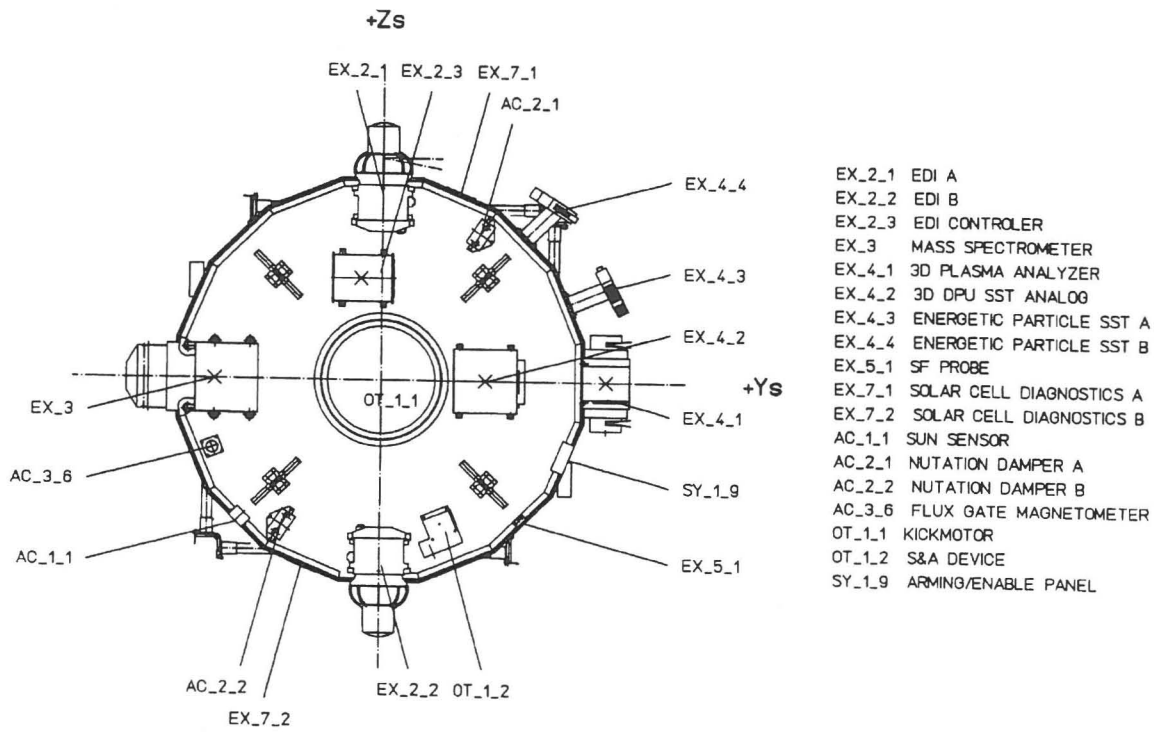 +Zs
EX_2_1 EX_2_3 EX_7_1
AC_2_1
EX_4_4
EX_4_3
EX_4_2
+Ys
EX_3
OT_1_1
EX_4_1
AC_3_6
SY_1_9
AC_1_1
EX_5_1
AC_2_2
EX_2_2 OT_1_2
EX_7_2
EX_2_1 EDI A
EX_2_2 EDI B
EX_2_3 EDI CONTROLER
EX_3 MASS SPECTROMETER
EX_4_1 3D PLASMA ANALYZER
EX_4_2 3D DPU SST ANALOG
EX_4_3 ENERGETIC PARTICLE SST A
EX_4_4 ENERGETIC PARTICLE SST B
EX_5_1 SF PROBE
EX_7_1 SOLAR CELL DIAGNOSTICS A
EX_7_2 SOLAR CELL DIAGNOSTICS B
AC_1_1 SUN SENSOR
AC_2_1 NUTATION DAMPER A
AC_2_2 NUTATION DAMPER B
AC_3_6 FLUX GATE MAGNETOMETER
OT_1_1 KICKMOTOR
OT_1_2 S&A DEVICE
SY_1_9 ARMING/ENABLE PANEL